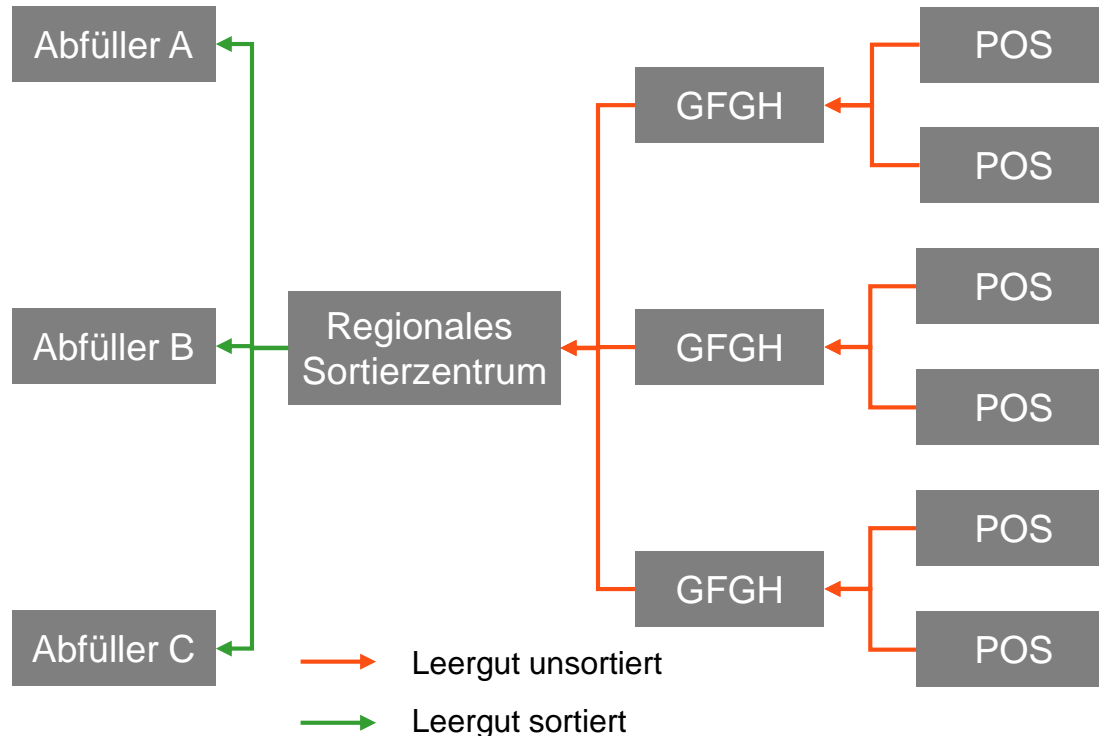 Abfüller A
POS
GFGH
POS
POS
Regionales
Sortierzentrum
Abfüller B
GFGH
POS
POS
GFGH
Abfüller C
POS
Leergut unsortiert
Leergut sortiert